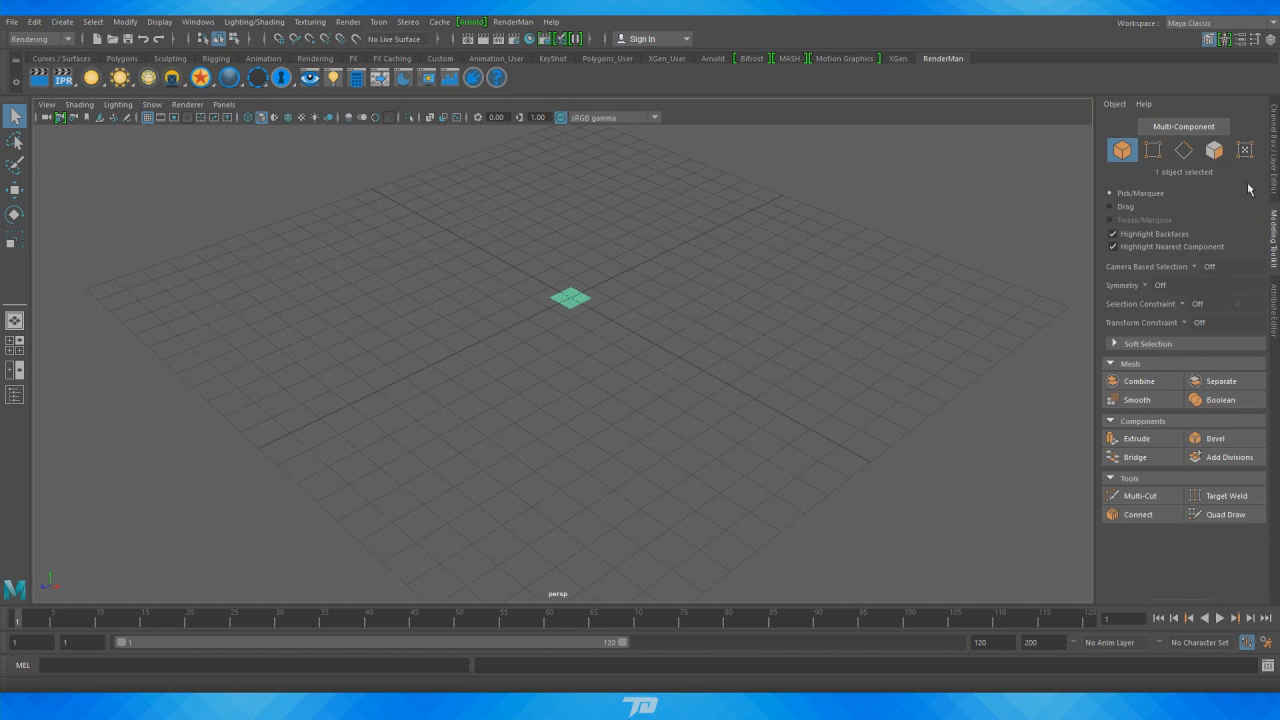 File Edit Create Select Modify Display Windows Lighting/Shading Texturing Render Toon Stereo Cache [Arnold] RenderMan Help
Workspace : Maya Classic
Rendering No Live Surface Sign In
Curves / Surfaces Polygons Sculpting Rigging Animation Rendering FX FX Caching Custom Animation_User KeyShot Polygons_User XGen_User Arnold [ Bifrost ] [ MASH ] [ Motion Graphics ] XGen RenderMan
IPR
View Shading Lighting Show Renderer Panels
0.00 1.00 sRGB gamma
Object Help
Multi-Component
1 object selected
Pick/Marquee
Drag
Tweak/Marquee
Highlight Backfaces
Highlight Nearest Component
Camera Based Selection Off
Symmetry Off
Selection Constraint Off 0
Transform Constraint Off
Soft Selection
Mesh
Combine Separate
Smooth Boolean
Components
Extrude Bevel
Bridge Add Divisions
Tools
Multi-Cut Target Weld
Connect Quad Draw
Channel Box / Layer Editor
Modeling Toolkit
Attribute Editor
persp
1 5 10 15 20 25 30 35 40 45 50 55 60 65 70 75 80 85 90 95 100 105 110 115 120 1
1 1 1 120 120 200 No Anim Layer No Character Set
MEL
TD